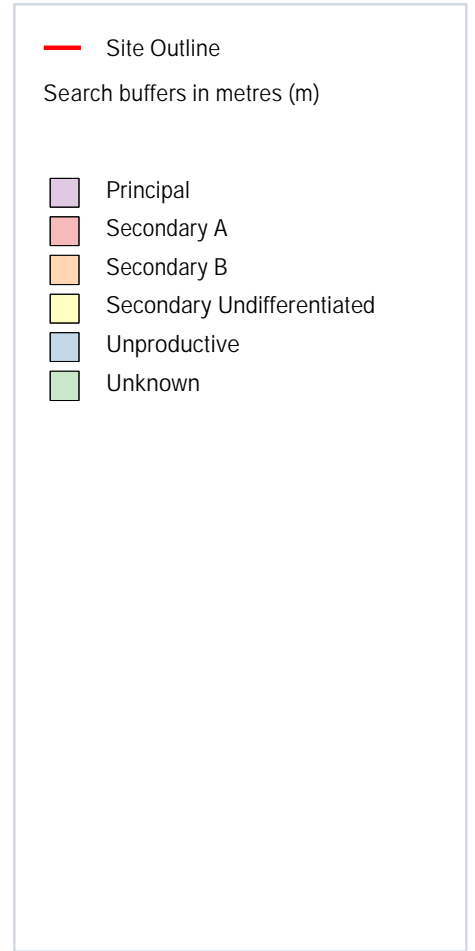 Site Outline
Search buffers in metres (m)
Principal
Secondary A
Secondary B
Secondary Undifferentiated
Unproductive
Unknown